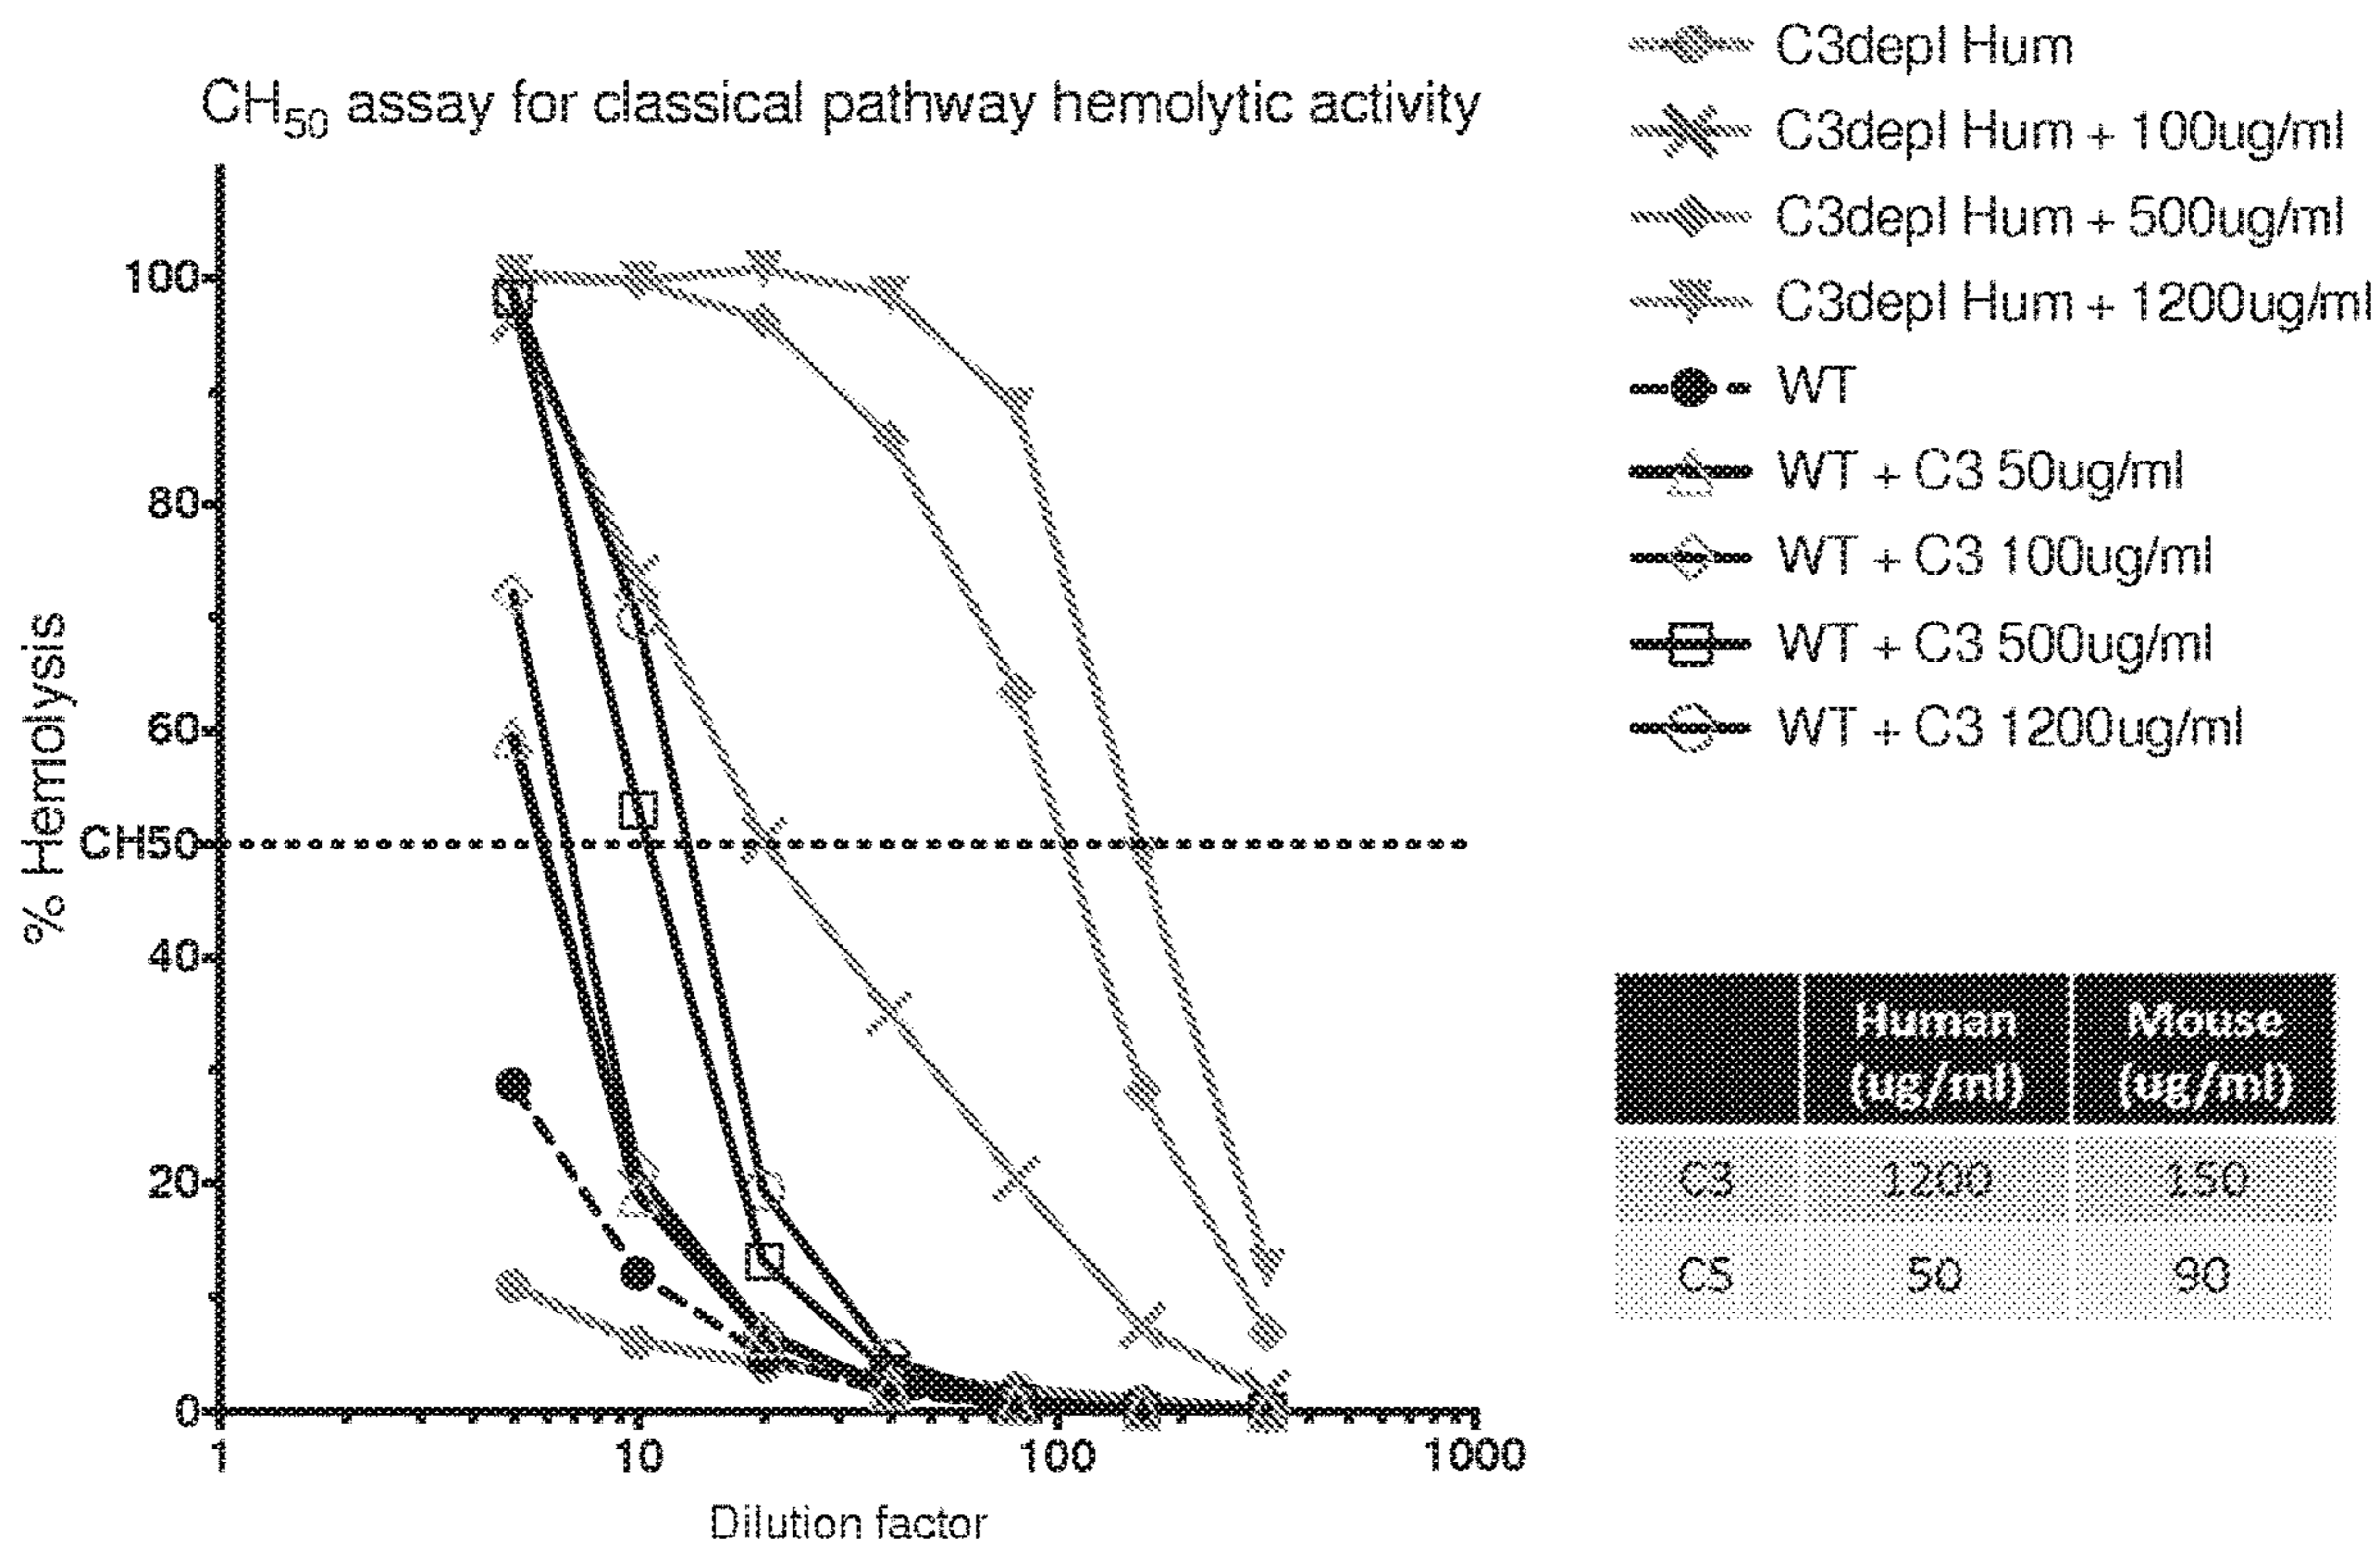 CH50 assay for classical pathway hemolytic activity
% Hemolysis
100
80
60
CH50
40
20
0
1
10
100
1000
Dilution factor
C3depl Hum
C3depl Hum + 100ug/ml
C3depl Hum + 500ug/ml
C3depl Hum + 1200ug/ml
WT
WT + C3 50ug/ml
WT + C3 100ug/ml
WT + C3 500ug/ml
WT + C3 1200ug/ml
Human Mouse
(ug/ml) (ug/ml)
C3 1200 150
C5 50 90